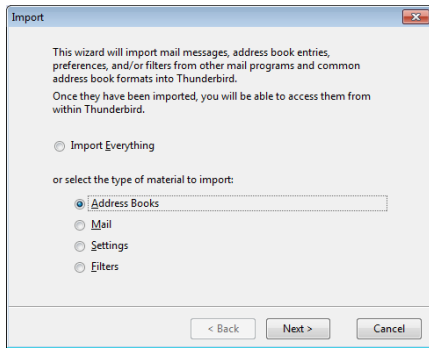 Import
This wizard will import mail messages, address book entries,
preferences, and/or filters from other mail programs and common
address book formats into Thunderbird.
Once they have been imported, you will be able to access them from
within Thunderbird.
Import Everything
or select the type of material to import:
Address Books
Mail
Settings
Filters
< Back
Next >
Cancel